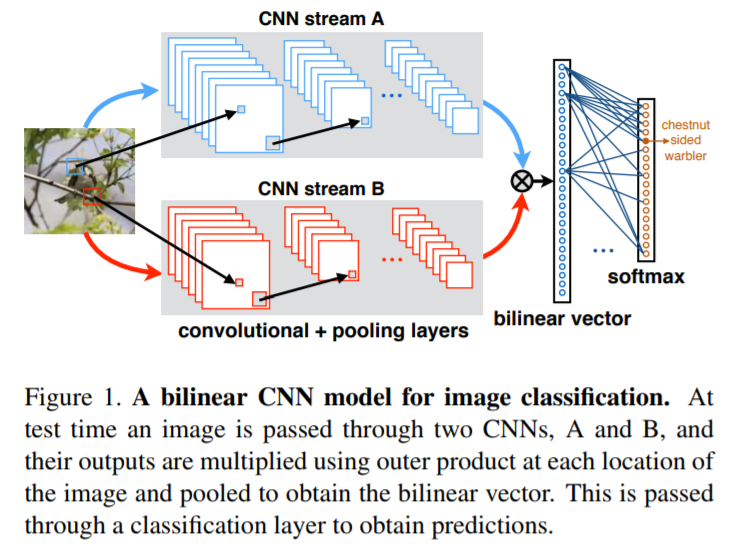 CNN stream A
chestnut
sided
warbler
CNN stream B
softmax
bilinear vector
convolutional + pooling layers
Figure 1. A bilinear CNN model for image classification. At
test time an image is passed through two CNNs, A and B, and
their outputs are multiplied using outer product at each location of
the image and pooled to obtain the bilinear vector. This is passed
through a classification layer to obtain predictions.